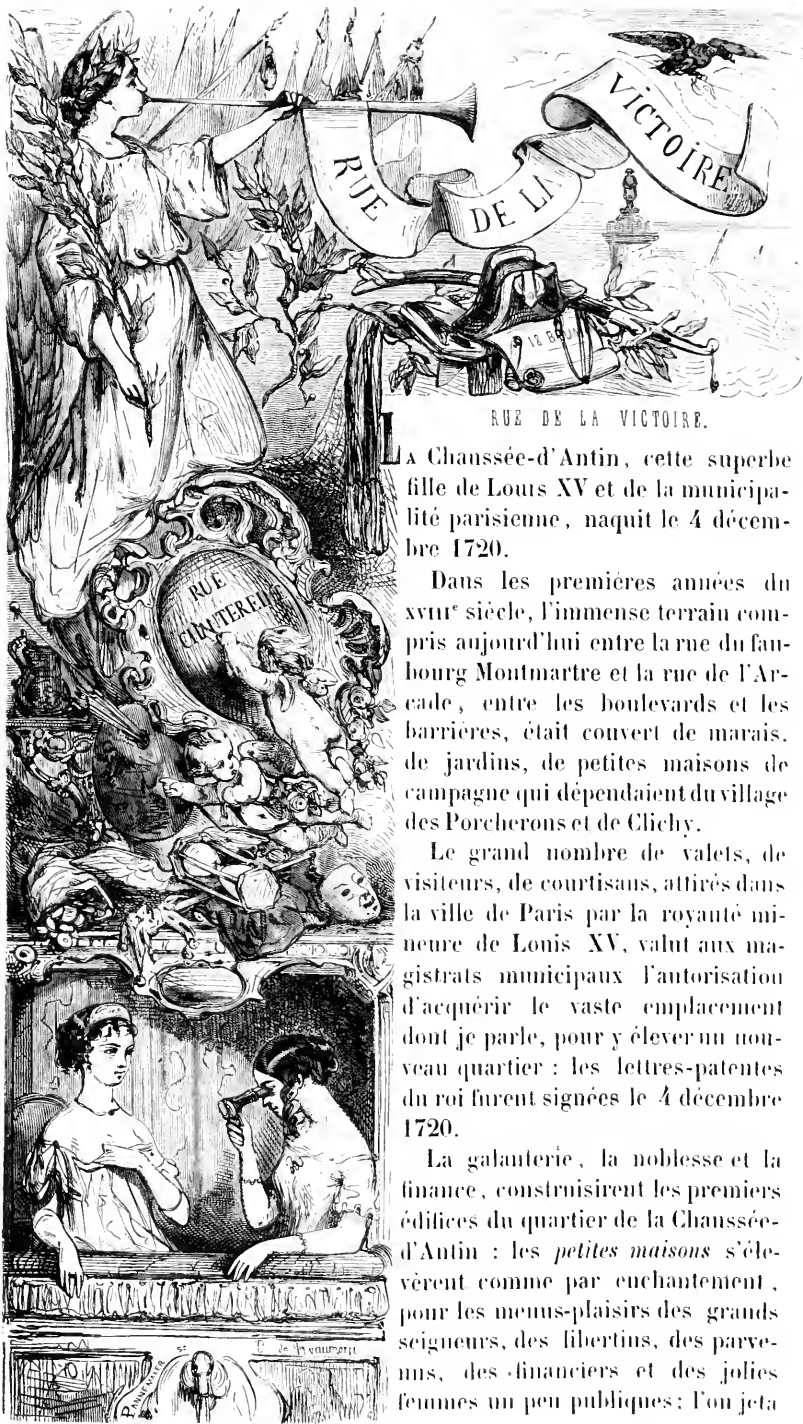 RUE DE LA VICTOIRE
18 BRUM
RUE DE LA VICTOIRE.
RUE
CHANTEREINE
LA Chaussée-d'Antin, cette superbe
fille de Louis XV et de la municipa-
lité parisienne, naquit le 4 décem-
bre 1720.
Dans les premières années du
XVIIIe siècle, l'immense terrain com-
pris aujourd'hui entre la rue du fau-
bourg Montmartre et la rue de l'Ar-
cade, entre les boulevards et les
barrières, était couvert de marais.
de jardins, de petites maisons de
campagne qui dépendaient du village
des Porcherons et de Clichy.
Le grand nombre de valets, de
visiteurs, de courtisans, attirés dans
la ville de Paris par la royauté mi-
neure de Louis XV, valut aux ma-
gistrats municipaux l'autorisation
d'acquérir le vaste emplacement
dont je parle, pour y élever un nou-
veau quartier : les lettres-patentes
du roi furent signées le 4 décembre
1720.
La galanterie, la noblesse et la
finance, construisirent les premiers
édifices du quartier de la Chaussée-
d'Antin : les petites maisons s'éle-
vèrent comme par enchantement,
pour les menus-plaisirs des grands
seigneurs, des libertins, des parve-
nus, des financiers et des jolies
femmes un peu publiques; l'on jeta
PANNEMAKER sc
E. de Beaumont